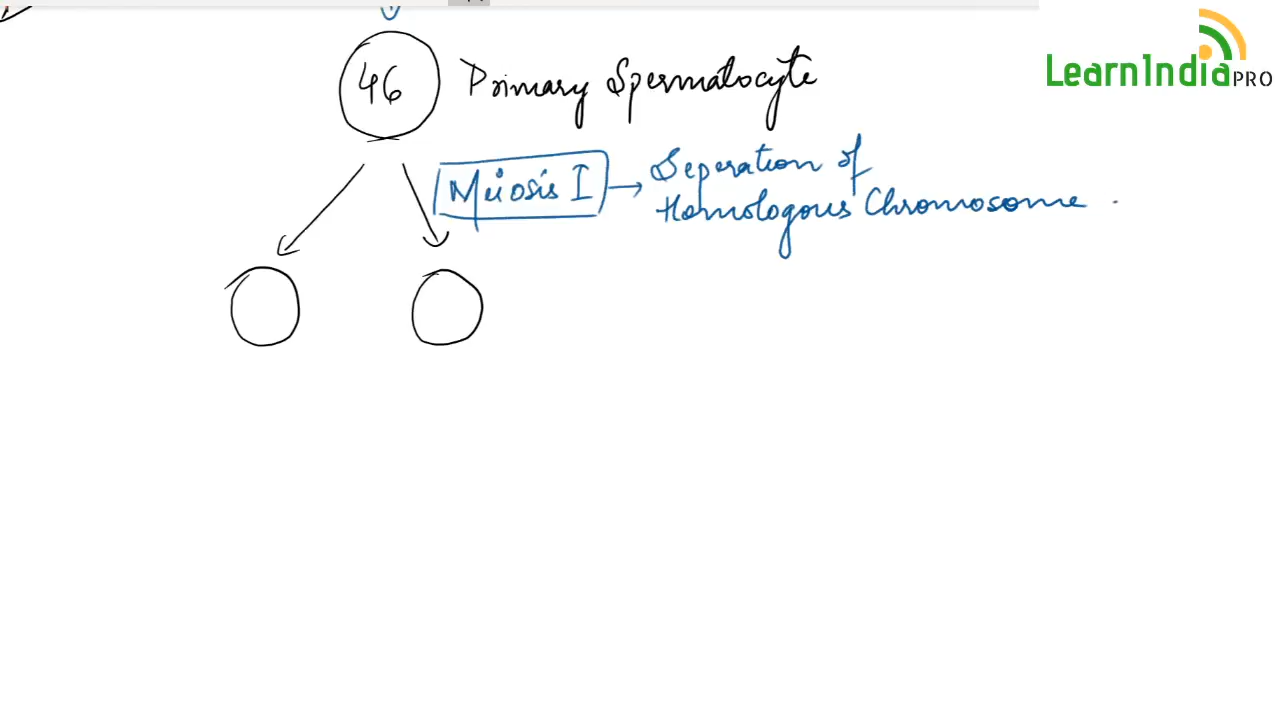 LearnIndia PRO
46 Primary Spermatocyte
Meiosis I → Seperation of
Homologous Chromosome